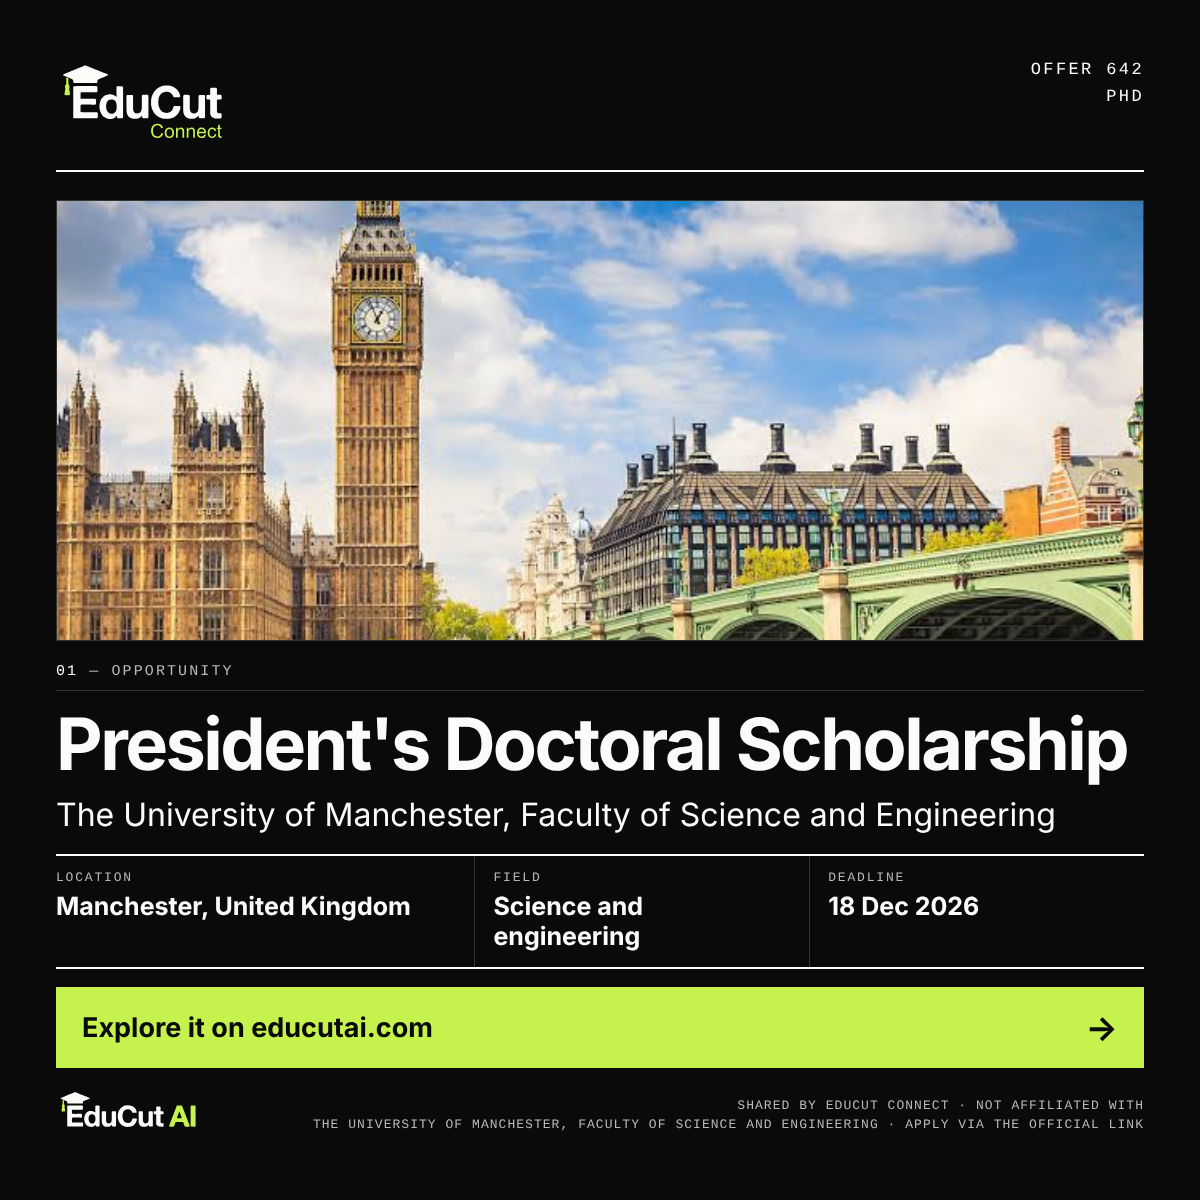 EduCut
Connect
OFFER 642
PHD
01 — OPPORTUNITY
President's Doctoral Scholarship
The University of Manchester, Faculty of Science and Engineering
LOCATION
Manchester, United Kingdom
FIELD
Science and
engineering
DEADLINE
18 Dec 2026
Explore it on educutai.com →
EduCut AI
SHARED BY EDUCUT CONNECT · NOT AFFILIATED WITH
THE UNIVERSITY OF MANCHESTER, FACULTY OF SCIENCE AND ENGINEERING · APPLY VIA THE OFFICIAL LINK